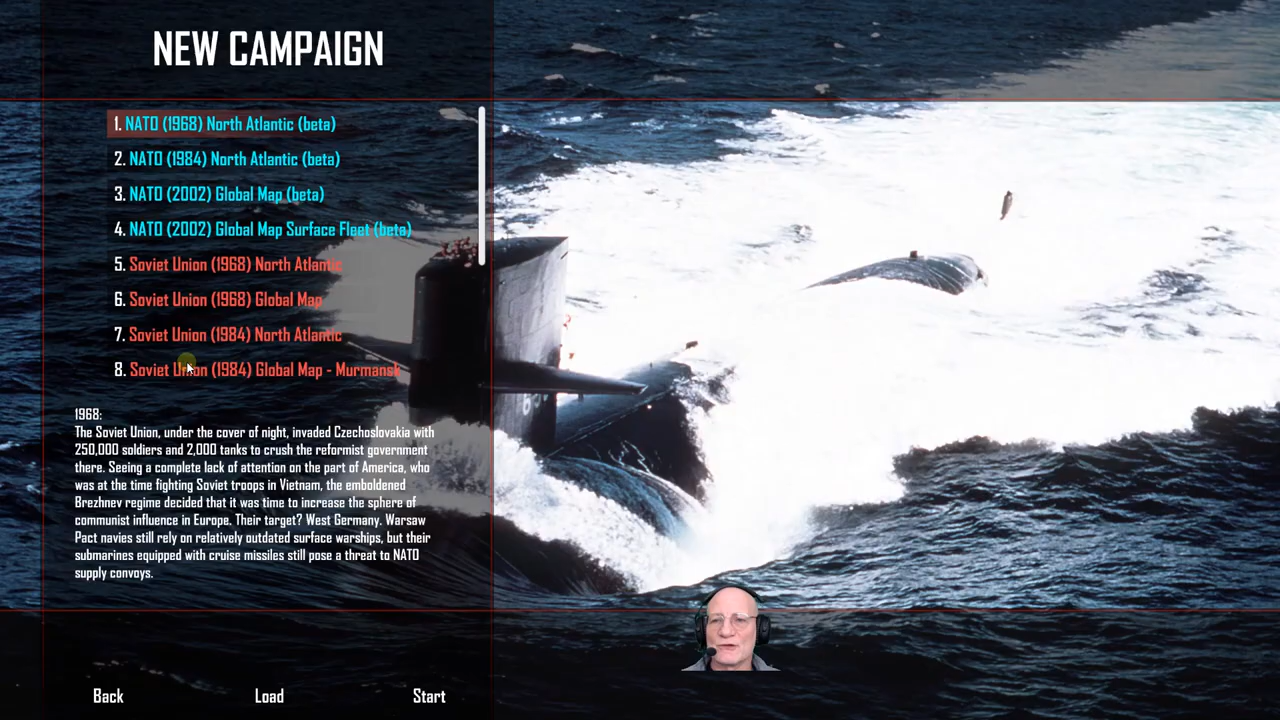 NEW CAMPAIGN
1. NATO (1968) North Atlantic (beta)
2. NATO (1984) North Atlantic (beta)
3. NATO (2002) Global Map (beta)
4. NATO (2002) Global Map Surface Fleet (beta)
5. Soviet Union (1968) North Atlantic
6. Soviet Union (1968) Global Map
7. Soviet Union (1984) North Atlantic
8. Soviet Union (1984) Global Map - Murmansk
1968:
The Soviet Union, under the cover of night, invaded Czechoslovakia with
250,000 soldiers and 2,000 tanks to crush the reformist government
there. Seeing a complete lack of attention on the part of America, who
was at the time fighting Soviet troops in Vietnam, the emboldened
Brezhnev regime decided that it was time to increase the sphere of
communist influence in Europe. Their target? West Germany. Warsaw
Pact navies still rely on relatively outdated surface warships, but their
submarines equipped with cruise missiles still pose a threat to NATO
supply convoys.
Back
Load
Start